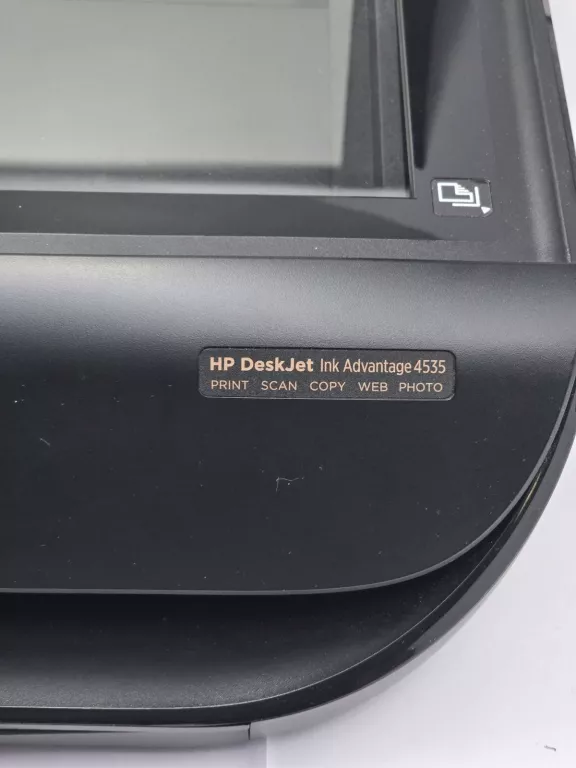 HP DeskJet Ink Advantage 4535
PRINT SCAN COPY WEB PHOTO